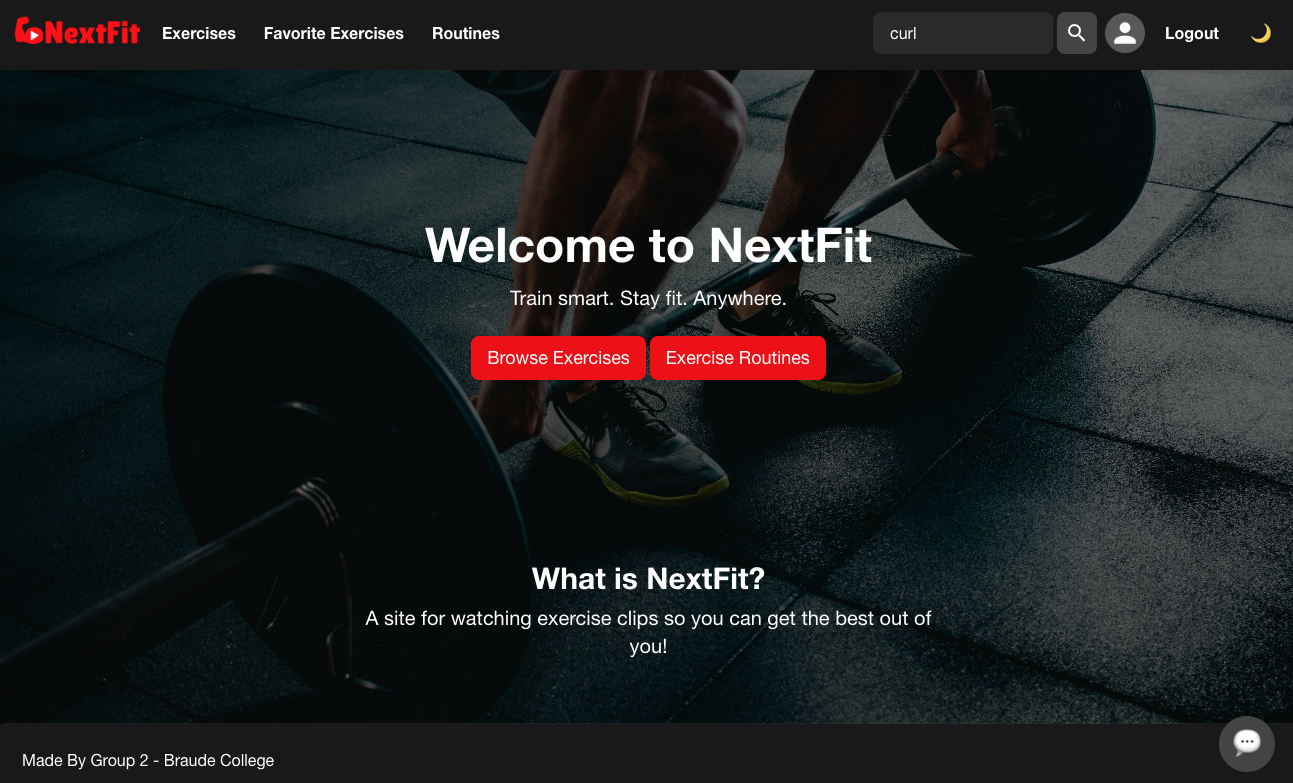 NextFit
Exercises
Favorite Exercises
Routines
curl
Logout
Welcome to NextFit
Train smart. Stay fit. Anywhere.
Browse Exercises
Exercise Routines
What is NextFit?
A site for watching exercise clips so you can get the best out of
you!
Made By Group 2 - Braude College